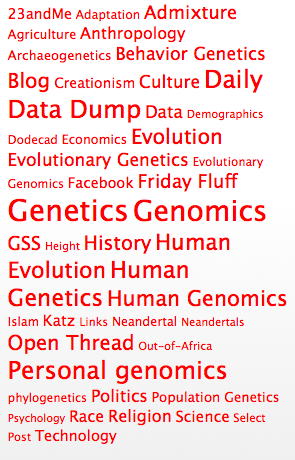 23andMe Adaptation Admixture
Agriculture Anthropology
Archaeogenetics Behavior Genetics
Blog Creationism Culture Daily
Data Dump Data Demographics
Dodecad Economics Evolution
Evolutionary Genetics Evolutionary
Genomics Facebook Friday Fluff
Genetics Genomics
GSS Height History Human
Evolution Human
Genetics Human Genomics
Islam Katz Links Neandertal Neandertals
Open Thread Out-of-Africa
Personal genomics
phylogenetics Politics Population Genetics
Psychology Race Religion Science Select
Post Technology